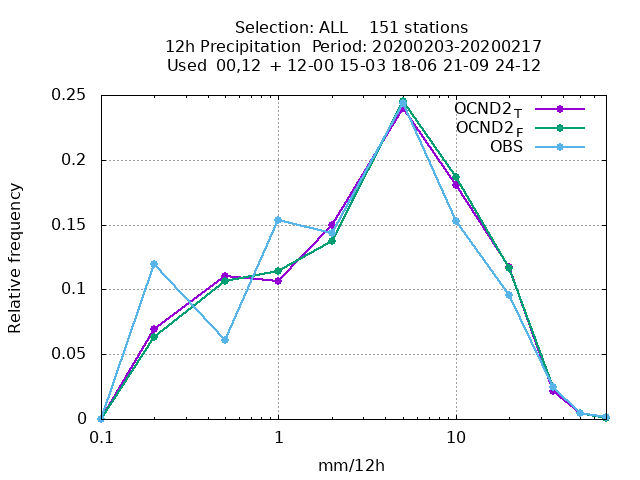 Selection: ALL    151 stations
12h Precipitation  Period: 20200203-20200217
Used  00,12  + 12-00 15-03 18-06 21-09 24-12
OCND2T
OCND2F
OBS
Relative frequency
0.25
0.2
0.15
0.1
0.05
0
0.1 1 10
mm/12h